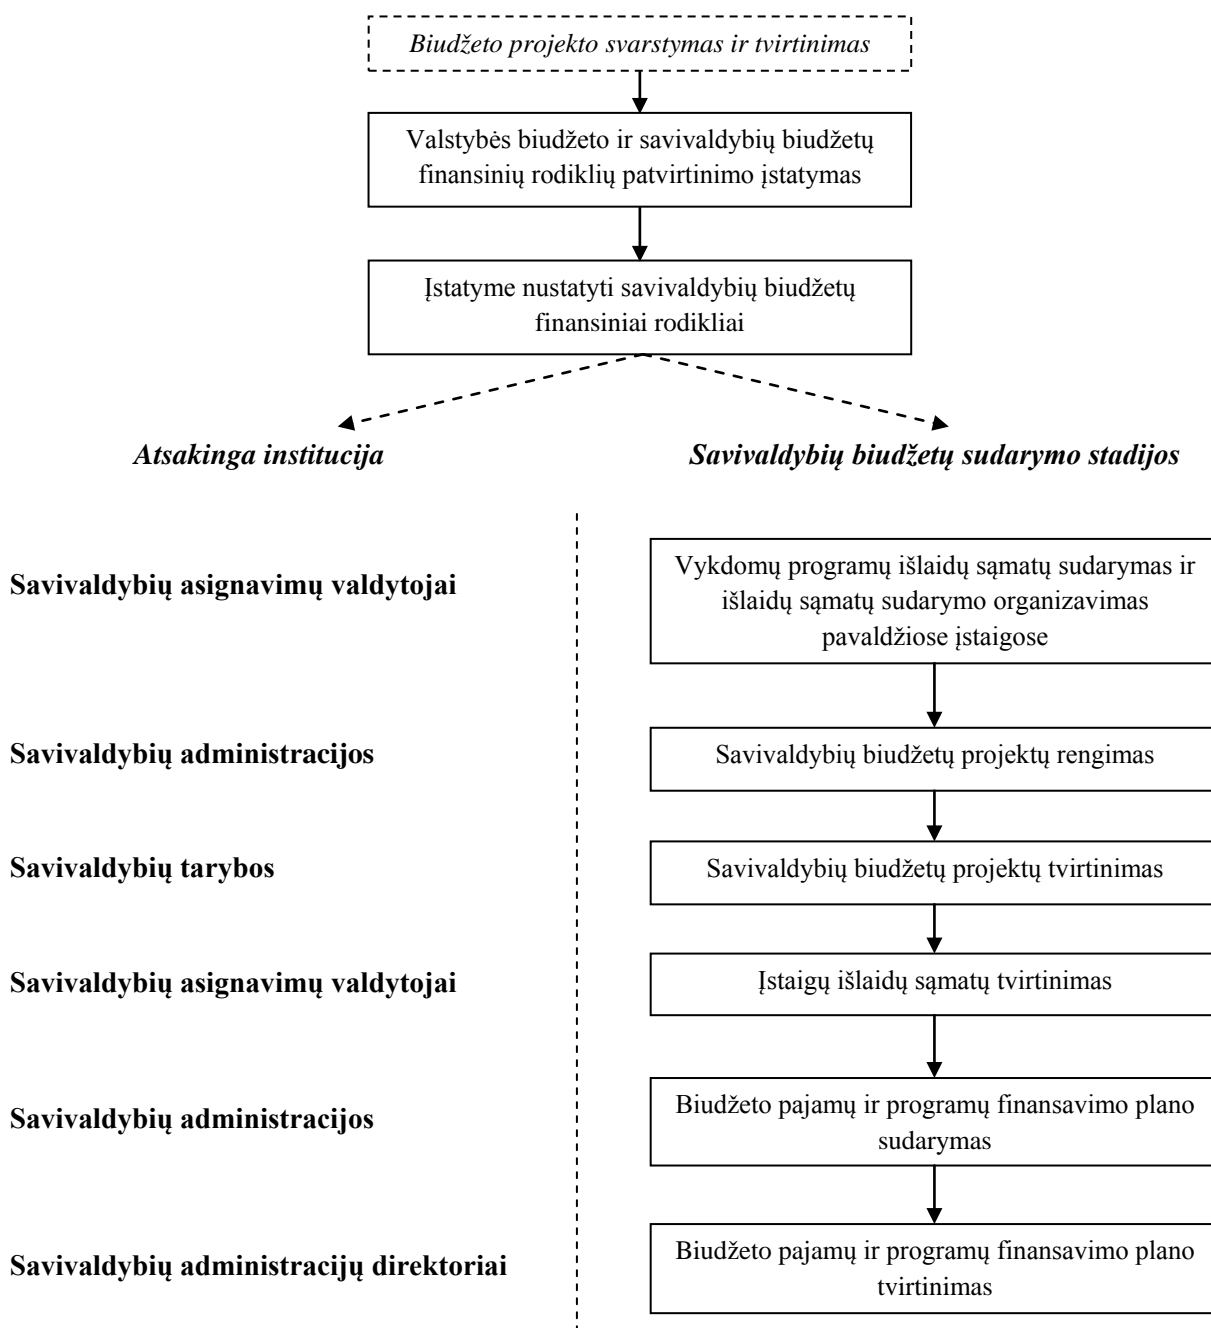 Biudžeto projekto svarstymas ir tvirtinimas
Valstybės biudžeto ir savivaldybių biudžetų
finansinių rodiklių patvirtinimo įstatymas
Įstatyme nustatyti savivaldybių biudžetų
finansiniai rodikliai
Atsakinga institucija
Savivaldybių biudžetų sudarymo stadijos
Savivaldybių asignavimų valdytojai
Vykdomų programų išlaidų sąmatų sudarymas ir
išlaidų sąmatų sudarymo organizavimas
pavaldžiose įstaigose
Savivaldybių administracijos
Savivaldybių biudžetų projektų rengimas
Savivaldybių tarybos
Savivaldybių biudžetų projektų tvirtinimas
Savivaldybių asignavimų valdytojai
Įstaigų išlaidų sąmatų tvirtinimas
Savivaldybių administracijos
Biudžeto pajamų ir programų finansavimo plano
sudarymas
Savivaldybių administracijų direktoriai
Biudžeto pajamų ir programų finansavimo plano
tvirtinimas